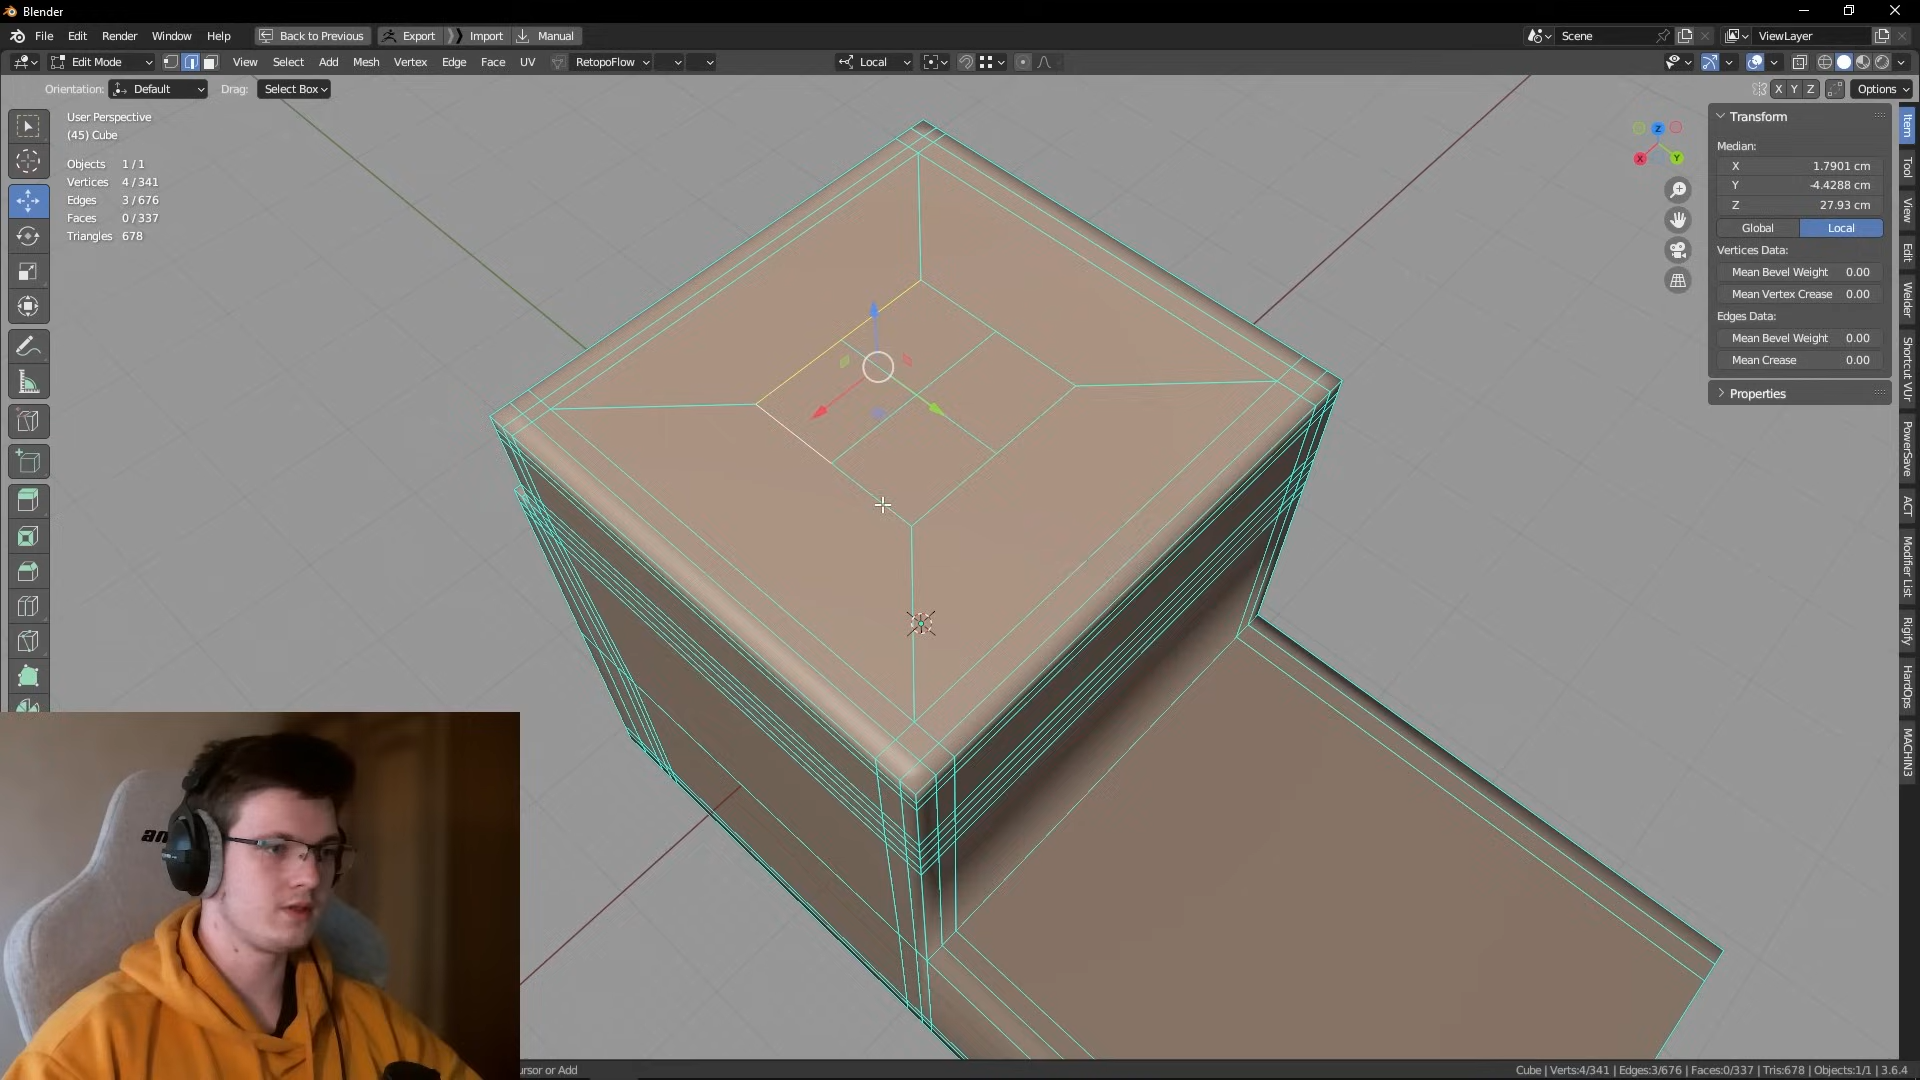 Blender
File Edit Render Window Help Back to Previous Export Import Manual Scene ViewLayer
Edit Mode View Select Add Mesh Vertex Edge Face UV RetopoFlow Local
Orientation: Default Drag: Select Box X Y Z Options
User Perspective
(45) Cube
Objects 1/1
Vertices 4/341
Edges 3/676
Faces 0/337
Triangles 678
Z
X Y
Transform
Median:
X 1.7901 cm
Y -4.4288 cm
Z 27.93 cm
Global Local
Vertices Data:
Mean Bevel Weight 0.00
Mean Vertex Crease 0.00
Edges Data:
Mean Bevel Weight 0.00
Mean Crease 0.00
Properties
Item
Tool
View
Edit
Welder
Shortcut VUr
PowerSave
ACT
Modifier List
Rigify
HardOps
MACHIN3
an
ursor or Add
Cube | Verts:4/341 | Edges:3/676 | Faces:0/337 | Tris:678 | Objects:1/1 | 3.6.4